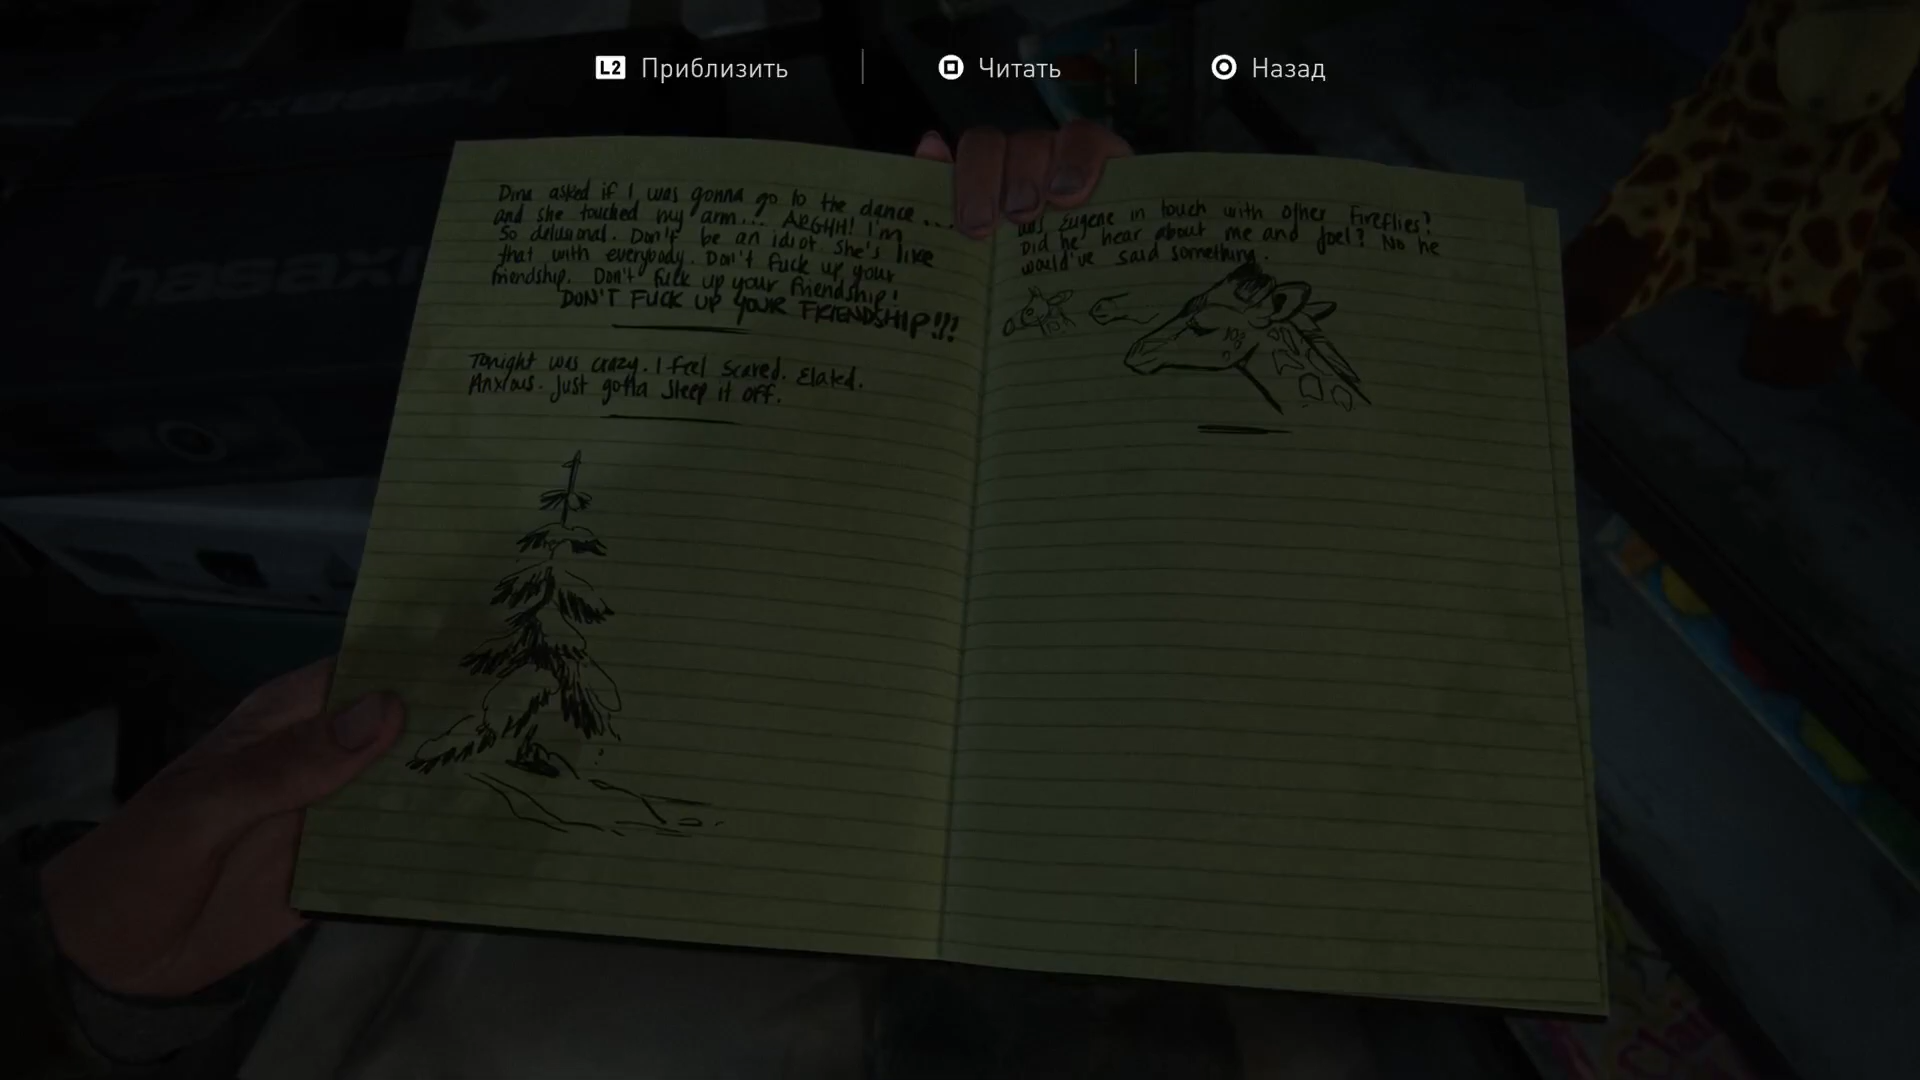 L2 Приблизить
Читать
Назад
Dina asked if I was gonna go to the dance...
and she touched my arm... ARGHH! I'm
so delusional. Don't be an idiot. She's like
that with everybody. Don't fuck up your
friendship. Don't fuck up your friendship!
DON'T FUCK UP YOUR FRIENDSHIP!!!
Tonight was crazy. I feel scared. Elated.
Anxious. Just gotta sleep it off.
Was Eugene in touch with other Fireflies?
Did he hear about me and Joel? No he
would've said something.
hasax
Clai